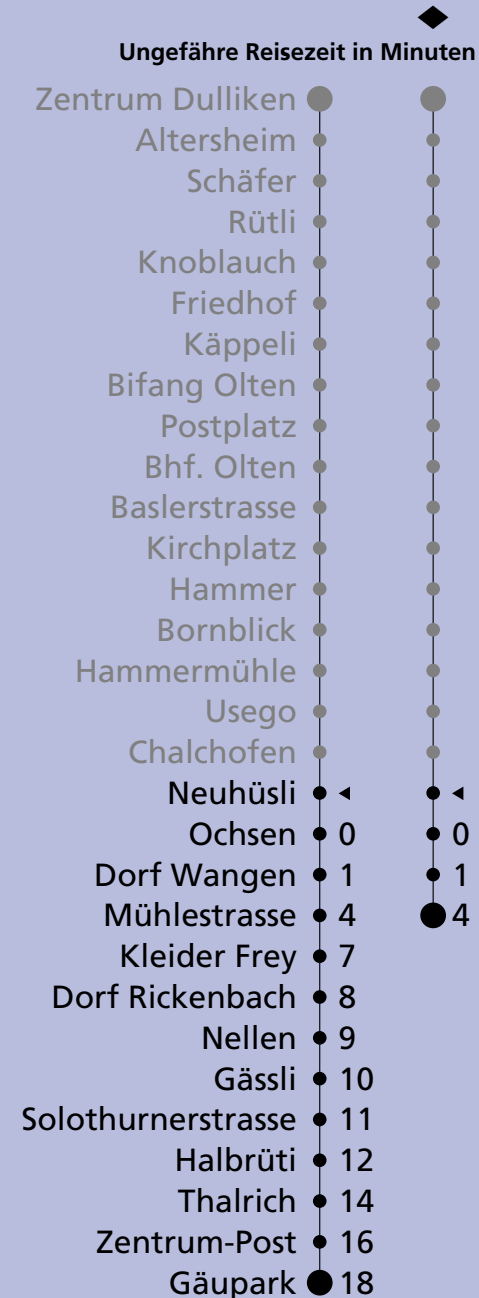 Ungefähre Reisezeit in Minuten
Zentrum Dulliken
Altersheim
Schäfer
Rütli
Knoblauch
Friedhof
Käppeli
Bifang Olten
Postplatz
Bhf. Olten
Baslerstrasse
Kirchplatz
Hammer
Bornblick
Hammermühle
Usego
Chalchofen
Neuhüsli
Ochsen 0 0
Dorf Wangen 1 1
Mühlestrasse 4 4
Kleider Frey 7
Dorf Rickenbach 8
Nellen 9
Gässli 10
Solothurnerstrasse 11
Halbrüti 12
Thalrich 14
Zentrum-Post 16
Gäupark 18